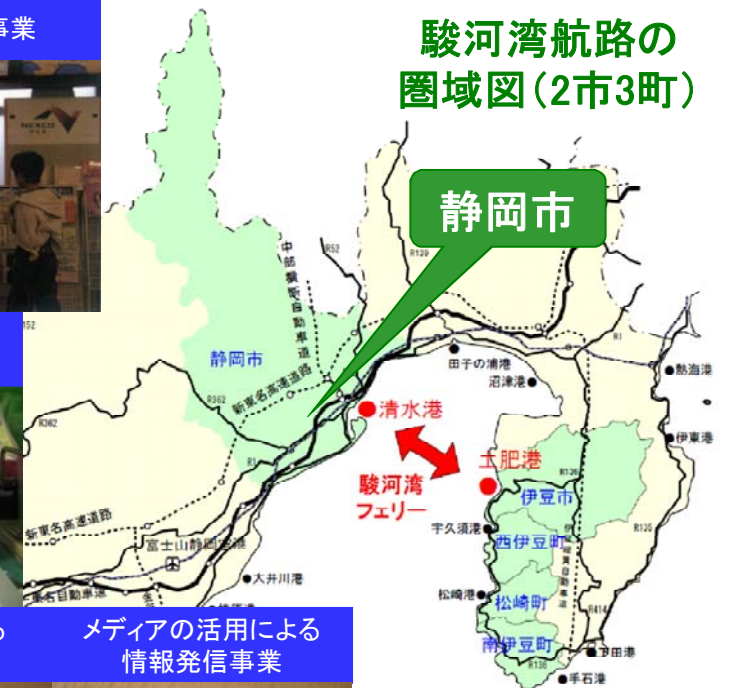 事業
駿河湾航路の
圏域図（2市3町）
NEXCO
静岡市
中部横断自動車道
R52
静岡市
新東名高速道路
R362
R362
R1
R1
田子の浦港
沼津港
熱海港
清水港
伊東港
土肥港
駿河湾
フェリー
R136
伊豆市
宇久須港
西伊豆町
R135
新東名高速道路
富士山静岡空港
大井川港
東名自動車道
松崎港
松崎町
R414
南伊豆町
下田港
R136
手石港
メディアの活用による
情報発信事業